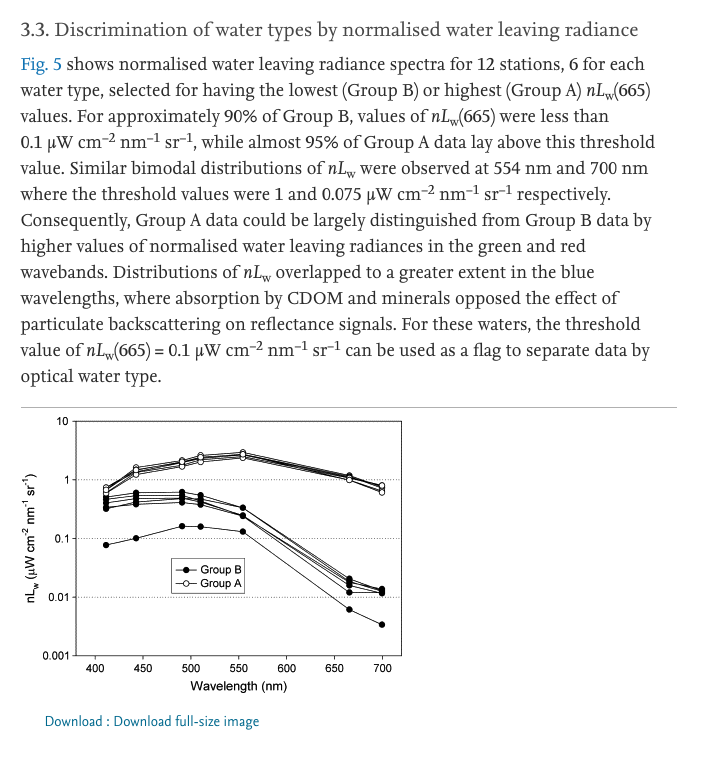 3.3. Discrimination of water types by normalised water leaving radiance
Fig. 5 shows normalised water leaving radiance spectra for 12 stations, 6 for each
water type, selected for having the lowest (Group B) or highest (Group A) nLw(665)
values. For approximately 90% of Group B, values of nLw(665) were less than
0.1 μW cm−2 nm−1 sr−1, while almost 95% of Group A data lay above this threshold
value. Similar bimodal distributions of nLw were observed at 554 nm and 700 nm
where the threshold values were 1 and 0.075 μW cm−2 nm−1 sr−1 respectively.
Consequently, Group A data could be largely distinguished from Group B data by
higher values of normalised water leaving radiances in the green and red
wavebands. Distributions of nLw overlapped to a greater extent in the blue
wavelengths, where absorption by CDOM and minerals opposed the effect of
particulate backscattering on reflectance signals. For these waters, the threshold
value of nLw(665) = 0.1 μW cm−2 nm−1 sr−1 can be used as a flag to separate data by
optical water type.
10
1
0.1
0.01
0.001
nLw (μW cm-2 nm-1 sr-1)
Group B
Group A
400 450 500 550 600 650 700
Wavelength (nm)
Download : Download full-size image